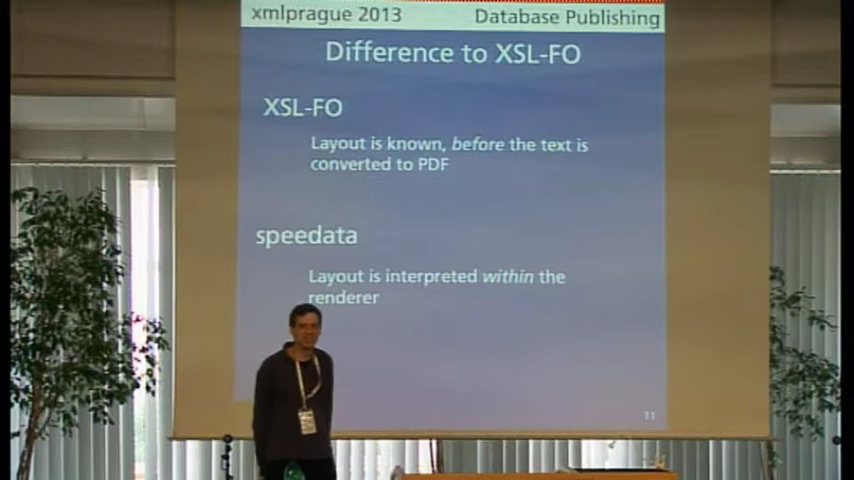 xmlprague 2013 Database Publishing
Difference to XSL-FO
XSL-FO
Layout is known, before the text is
converted to PDF
speedata
Layout is interpreted within the
renderer
11